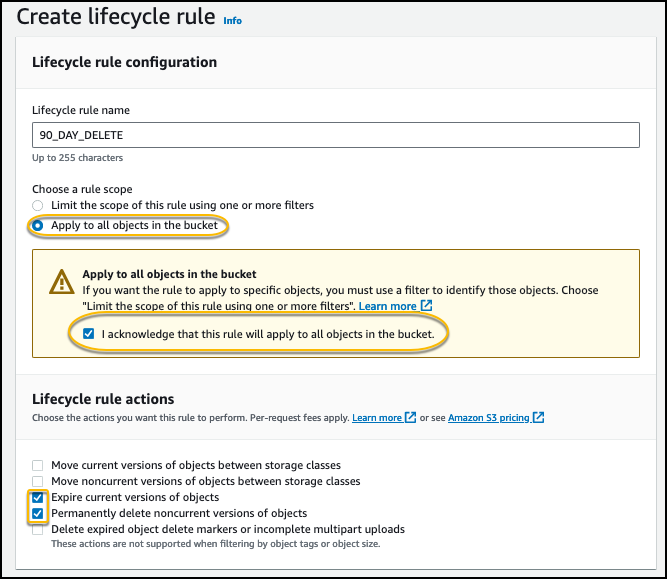 Create lifecycle rule Info
Lifecycle rule configuration
Lifecycle rule name
90_DAY_DELETE
Up to 255 characters
Choose a rule scope
Limit the scope of this rule using one or more filters
Apply to all objects in the bucket
Apply to all objects in the bucket
If you want the rule to apply to specific objects, you must use a filter to identify those objects. Choose
"Limit the scope of this rule using one or more filters". Learn more
I acknowledge that this rule will apply to all objects in the bucket.
Lifecycle rule actions
Choose the actions you want this rule to perform. Per-request fees apply. Learn more or see Amazon S3 pricing
Move current versions of objects between storage classes
Move noncurrent versions of objects between storage classes
Expire current versions of objects
Permanently delete noncurrent versions of objects
Delete expired object delete markers or incomplete multipart uploads
These actions are not supported when filtering by object tags or object size.